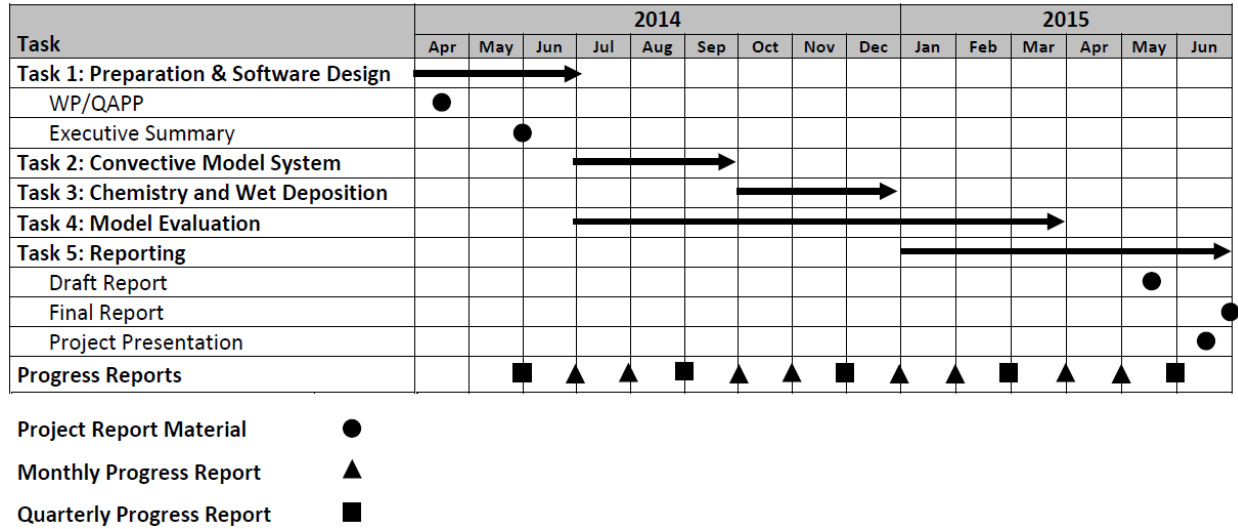 2014 2015
Task Apr May Jun Jul Aug Sep Oct Nov Dec Jan Feb Mar Apr May Jun
Task 1: Preparation & Software Design
WP/QAPP
Executive Summary
Task 2: Convective Model System
Task 3: Chemistry and Wet Deposition
Task 4: Model Evaluation
Task 5: Reporting
Draft Report
Final Report
Project Presentation
Progress Reports
Project Report Material
Monthly Progress Report
Quarterly Progress Report